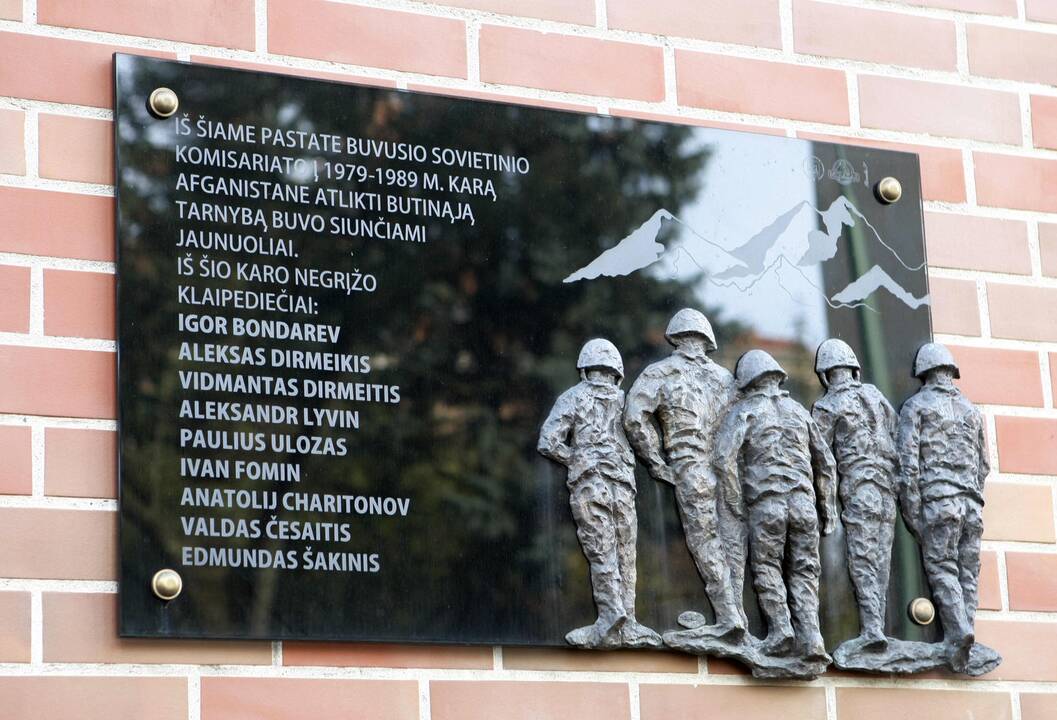 IŠ ŠIAME PASTATE BUVUSIO SOVIETINIO
KOMISARIATO Į 1979-1989 M. KARĄ
AFGANISTANE ATLIKTI BUTINĄJĄ
TARNYBĄ BUVO SIUNČIAMI
JAUNUOLIAI.
IŠ ŠIO KARO NEGRĮŽO
KLAIPEDIEČIAI:
IGOR BONDAREV
ALEKSAS DIRMEIKIS
VIDMANTAS DIRMEITIS
ALEKSANDR LYVIN
PAULIUS ULOZAS
IVAN FOMIN
ANATOLIJ CHARITONOV
VALDAS ČESAITIS
EDMUNDAS ŠAKINIS